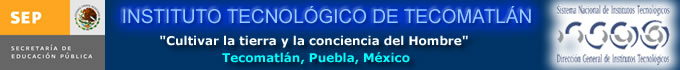 SEP
SECRETARÍA DE
EDUCACIÓN PÚBLICA
INSTITUTO TECNOLÓGICO DE TECOMATLÁN
"Cultivar la tierra y la conciencia del Hombre"
Tecomatlán, Puebla, México
Sistema Nacional de Institutos Tecnológicos
Dirección General de Institutos Tecnológicos